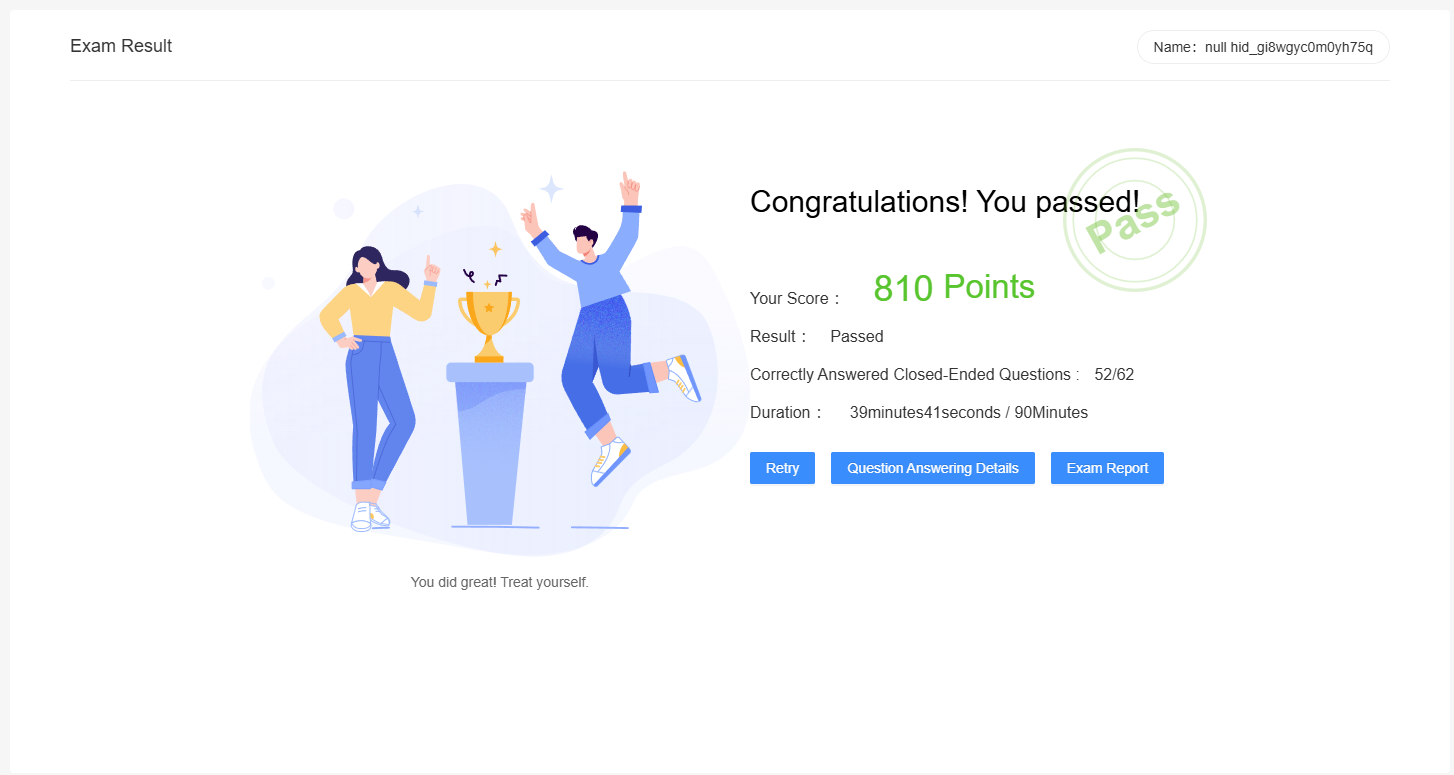 Exam Result
Name：null hid_gi8wgyc0m0yh75q
Congratulations! You passed!
Pass
Your Score： 810 Points
Result： Passed
Correctly Answered Closed-Ended Questions : 52/62
Duration： 39minutes41seconds / 90Minutes
Retry Question Answering Details Exam Report
You did great! Treat yourself.